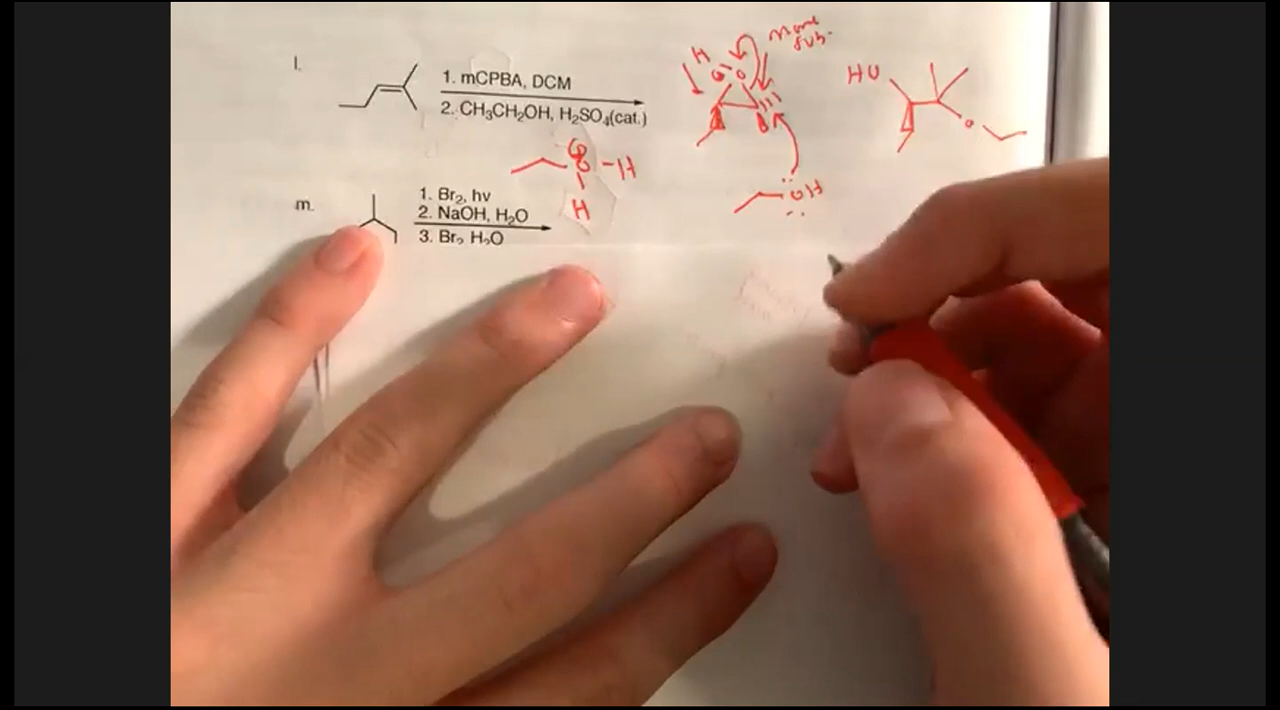 l.
1. mCPBA, DCM
2. CH₃CH₂OH, H₂SO₄(cat.)
H
O
more
sub.
HO
O
O-H
H
ÖH
m.
1. Br₂, hv
2. NaOH, H₂O
3. Br₂ H₂O